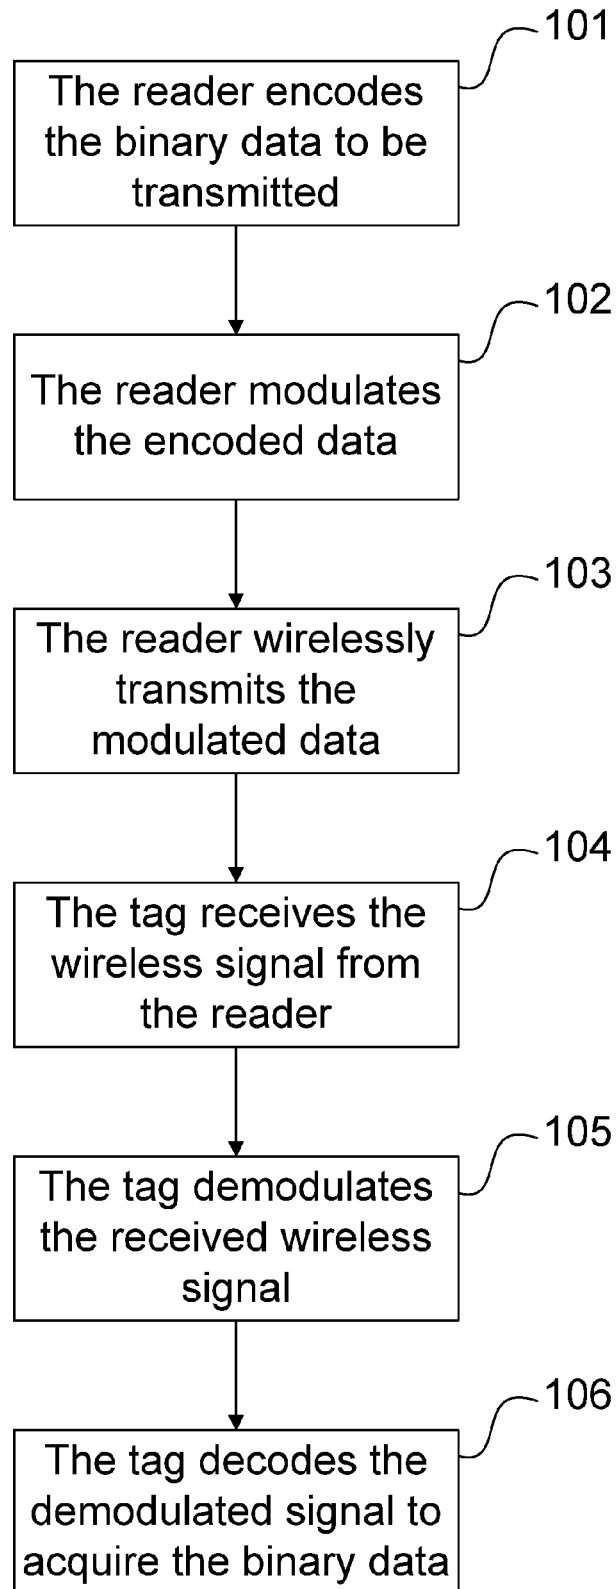 101
The reader encodes
the binary data to be
transmitted
102
The reader modulates
the encoded data
103
The reader wirelessly
transmits the
modulated data
104
The tag receives the
wireless signal from
the reader
105
The tag demodulates
the received wireless
signal
106
The tag decodes the
demodulated signal to
acquire the binary data